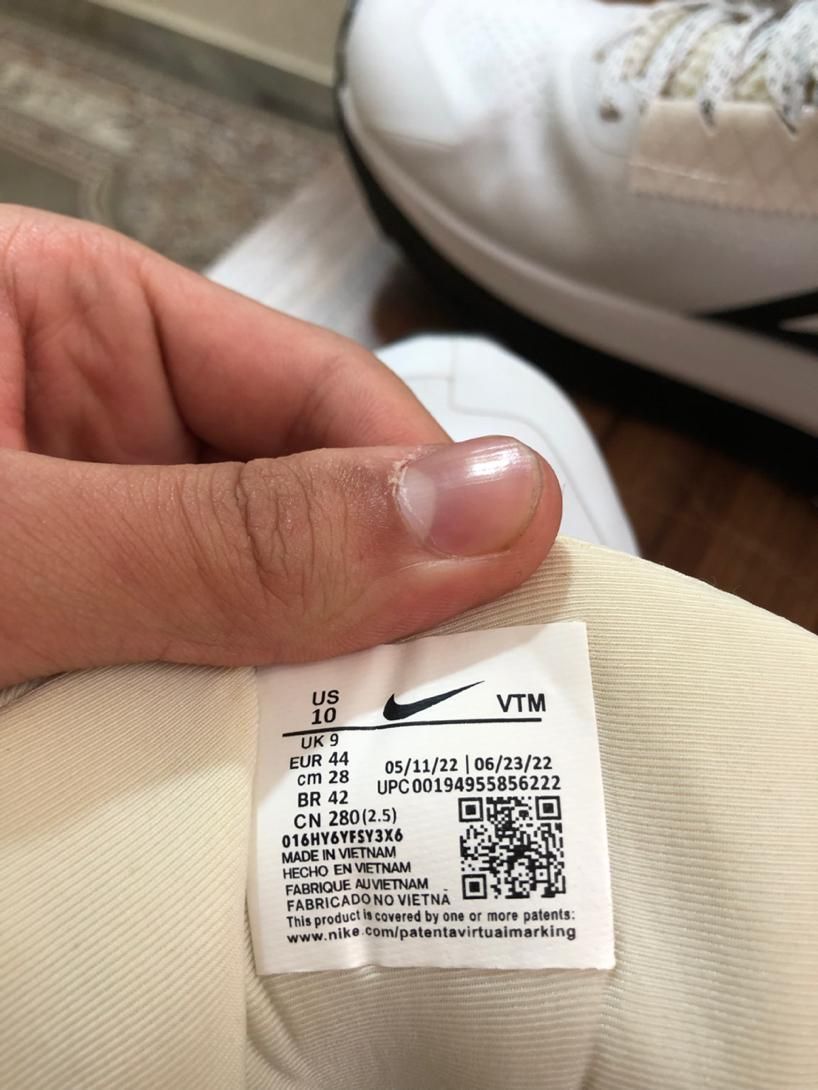 US
10
VTM
UK 9
EUR 44
cm 28
BR 42
CN 280(2.5)
05/11/22 | 06/23/22
UPC 00194955856222
016HY6YFSY3X6
MADE IN VIETNAM
HECHO EN VIETNAM
FABRIQUE AU VIETNAM
FABRICADO NO VIETNÃ
This product is covered by one or more patents:
www.nike.com/patentavirtuaimarking